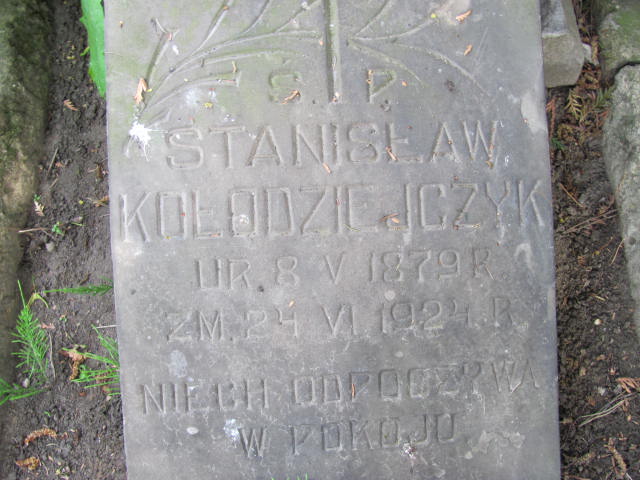 Ś P
STANISŁAW
KOŁODZIEJCZYK
UR. 8 V 1879 R
ZM. 24 VI 1924 R
NIECH ODPOCZYWA
W POKOJU.